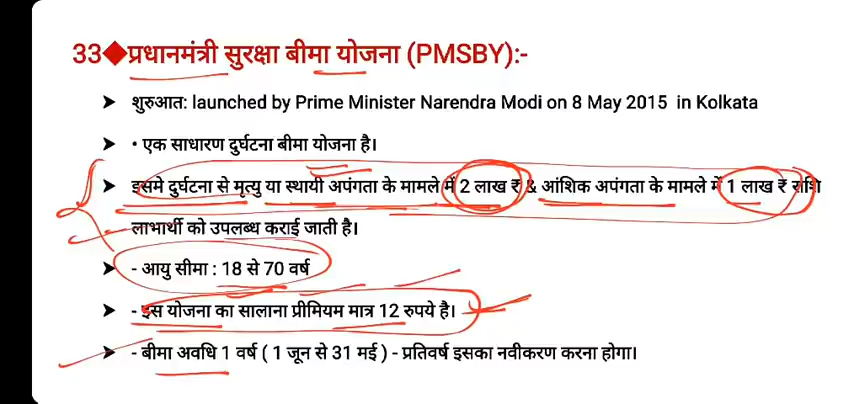 33◆प्रधानमंत्री सुरक्षा बीमा योजना (PMSBY):-
➤ शुरुआत: launched by Prime Minister Narendra Modi on 8 May 2015 in Kolkata
➤ • एक साधारण दुर्घटना बीमा योजना है।
➤ इसमे दुर्घटना से मृत्यु या स्थायी अपंगता के मामले में 2 लाख ₹ & आंशिक अपंगता के मामले में 1 लाख ₹ राशि
लाभार्थी को उपलब्ध कराई जाती है।
➤ - आयु सीमा : 18 से 70 वर्ष
➤ - इस योजना का सालाना प्रीमियम मात्र 12 रुपये है।
➤ - बीमा अवधि 1 वर्ष ( 1 जून से 31 मई ) - प्रतिवर्ष इसका नवीकरण करना होगा।